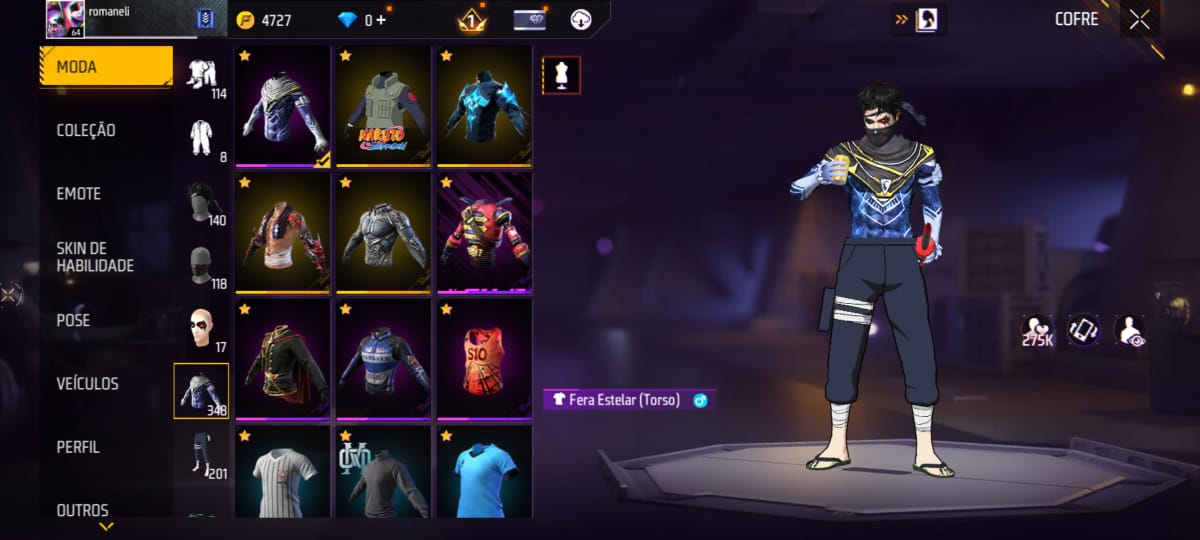 romaneli
64
4727
0+
1
COFRE
MODA
114
COLEÇÃO
8
EMOTE
140
SKIN DE
HABILIDADE
118
POSE
17
VEÍCULOS
348
PERFIL
201
OUTROS
NARUTO
SHIPPUDEN
S10
275K
Fera Estelar (Torso)